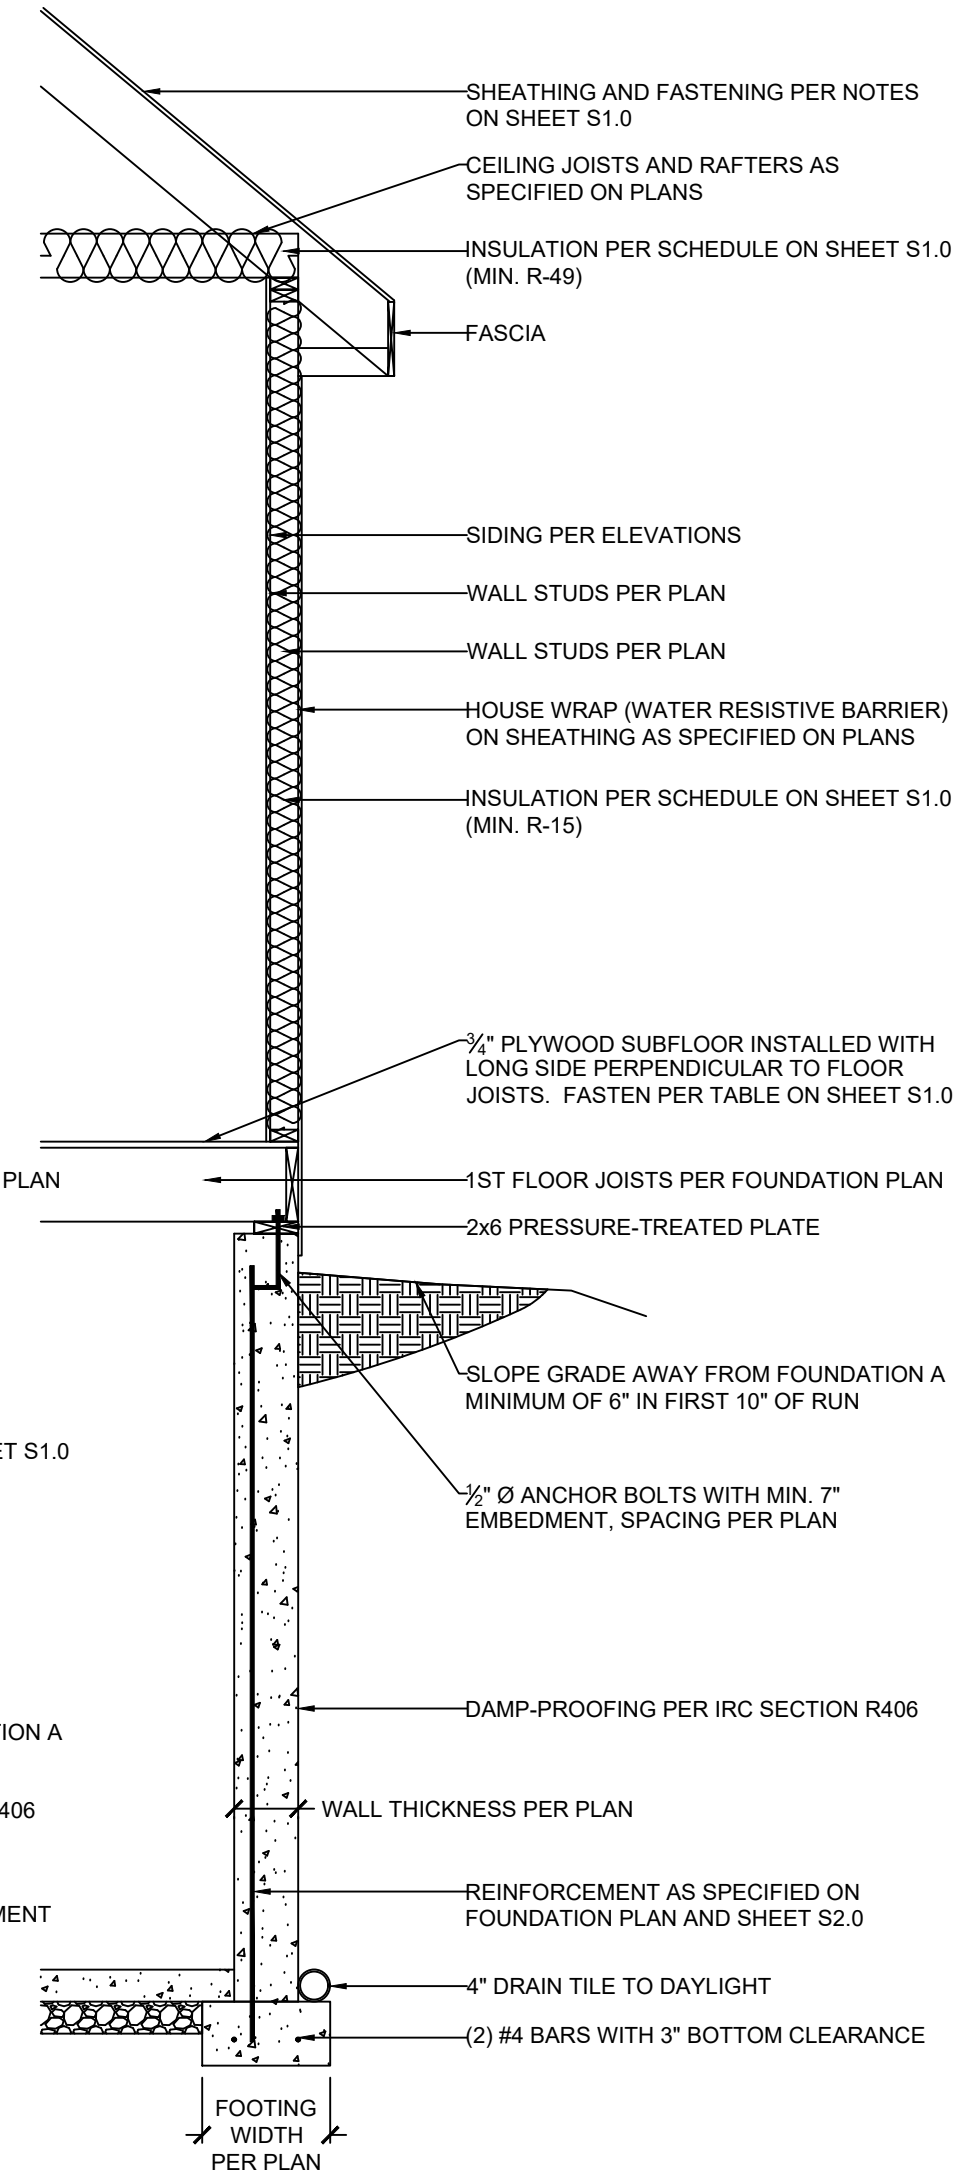 SHEATHING AND FASTENING PER NOTES
ON SHEET S1.0
CEILING JOISTS AND RAFTERS AS
SPECIFIED ON PLANS
INSULATION PER SCHEDULE ON SHEET S1.0
(MIN. R-49)
FASCIA
SIDING PER ELEVATIONS
WALL STUDS PER PLAN
WALL STUDS PER PLAN
HOUSE WRAP (WATER RESISTIVE BARRIER)
ON SHEATHING AS SPECIFIED ON PLANS
INSULATION PER SCHEDULE ON SHEET S1.0
(MIN. R-15)
¾" PLYWOOD SUBFLOOR INSTALLED WITH
LONG SIDE PERPENDICULAR TO FLOOR
JOISTS. FASTEN PER TABLE ON SHEET S1.0
PLAN
1ST FLOOR JOISTS PER FOUNDATION PLAN
2x6 PRESSURE-TREATED PLATE
SLOPE GRADE AWAY FROM FOUNDATION A
MINIMUM OF 6" IN FIRST 10" OF RUN
ET S1.0
½" Ø ANCHOR BOLTS WITH MIN. 7"
EMBEDMENT, SPACING PER PLAN
DAMP-PROOFING PER IRC SECTION R406
TION A
406
WALL THICKNESS PER PLAN
REINFORCEMENT AS SPECIFIED ON
FOUNDATION PLAN AND SHEET S2.0
MENT
4" DRAIN TILE TO DAYLIGHT
(2) #4 BARS WITH 3" BOTTOM CLEARANCE
FOOTING
WIDTH
PER PLAN